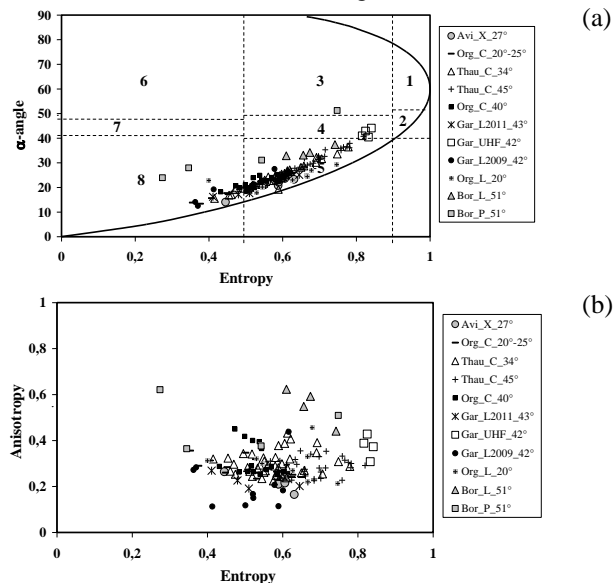 (a)
90
80
70
60
50
40
30
20
10
0
α-angle
6
3
1
7
4
2
8
5
0
0,2
0,4
0,6
0,8
1
Entropy
Avi_X_27°
Org_C_20°-25°
Thau_C_34°
Thau_C_45°
Org_C_40°
Gar_L2011_43°
Gar_UHF_42°
Gar_L2009_42°
Org_L_20°
Bor_L_51°
Bor_P_51°
(b)
1
0,8
0,6
0,4
0,2
0
Anisotropy
0
0,2
0,4
0,6
0,8
1
Entropy
Avi_X_27°
Org_C_20°-25°
Thau_C_34°
Thau_C_45°
Org_C_40°
Gar_L2011_43°
Gar_UHF_42°
Gar_L2009_42°
Org_L_20°
Bor_L_51°
Bor_P_51°